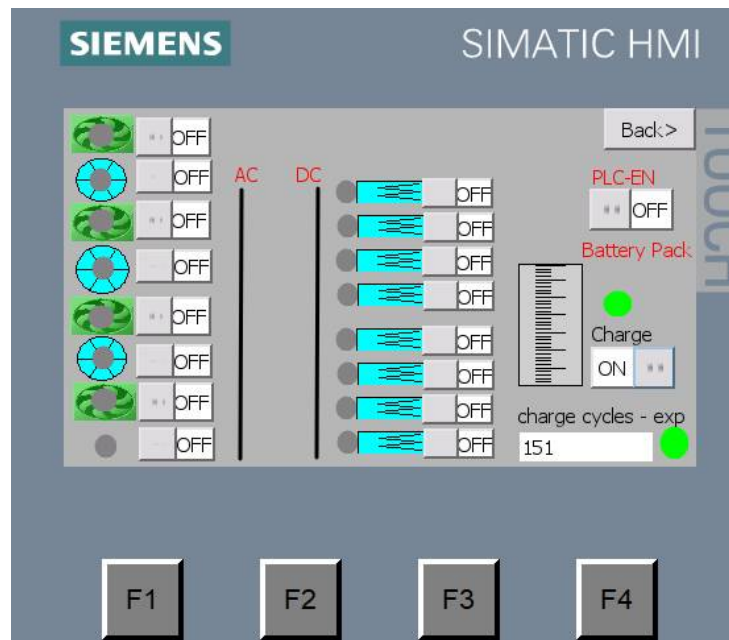 SIEMENS
SIMATIC HMI
TOUCH
Back>
OFF
OFF
OFF
OFF
OFF
OFF
OFF
OFF
AC
DC
OFF
OFF
OFF
OFF
OFF
OFF
OFF
OFF
PLC-EN
OFF
Battery Pack
Charge
ON
charge cycles - exp
151
F1
F2
F3
F4